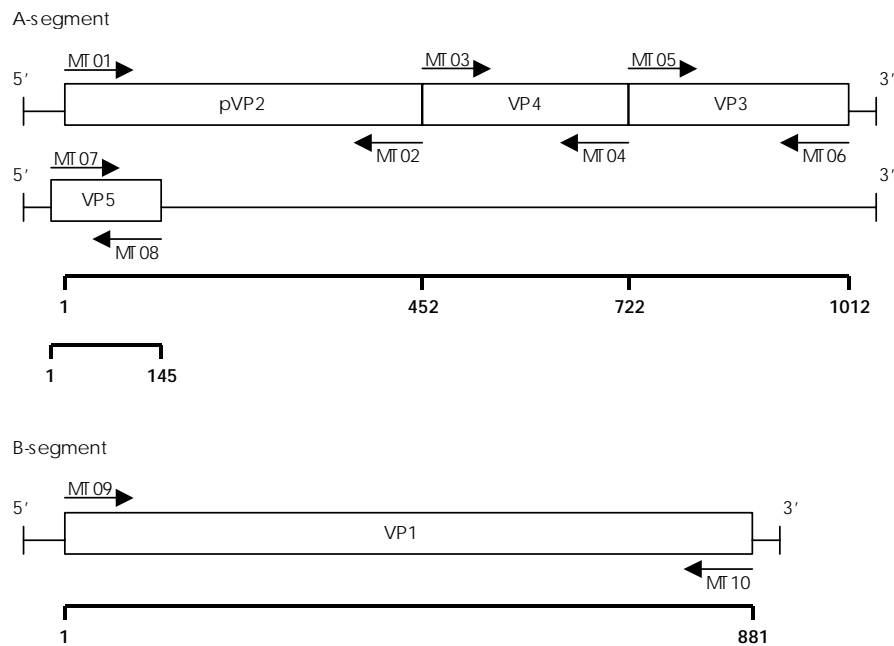 A-segment
MT01 MT03 MT05
5′ 3′
pVP2 VP4 VP3
MT02 MT04 MT06
MT07
5′ 3′
VP5
MT08
1 452 722 1012
1 145
B-segment
MT09
5′ 3′
VP1
MT10
1 881